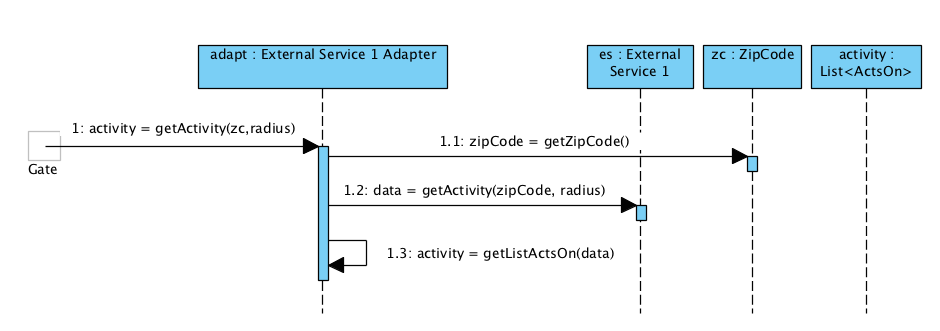 adapt : External Service 1 Adapter
es : External
Service 1
zc : ZipCode
activity :
List<ActsOn>
1: activity = getActivity(zc,radius)
Gate
1.1: zipCode = getZipCode()
1.2: data = getActivity(zipCode, radius)
1.3: activity = getListActsOn(data)